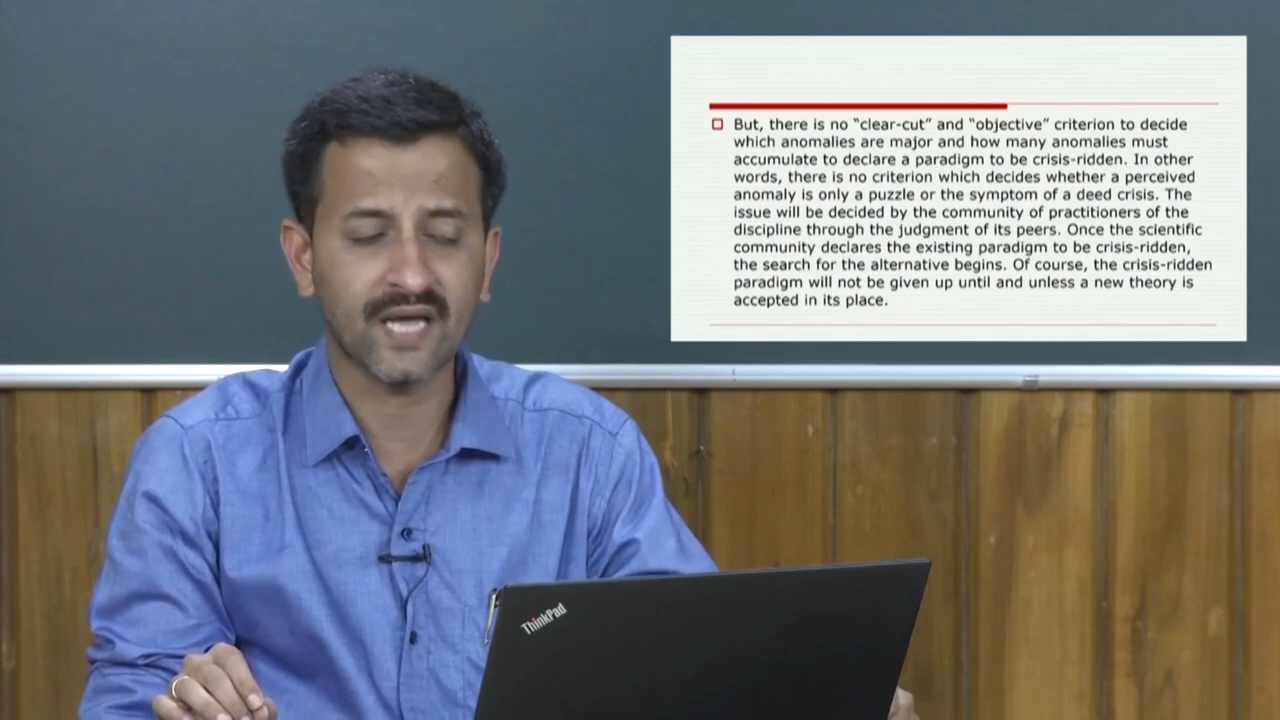 But, there is no “clear-cut” and “objective” criterion to decide
which anomalies are major and how many anomalies must
accumulate to declare a paradigm to be crisis-ridden. In other
words, there is no criterion which decides whether a perceived
anomaly is only a puzzle or the symptom of a deed crisis. The
issue will be decided by the community of practitioners of the
discipline through the judgment of its peers. Once the scientific
community declares the existing paradigm to be crisis-ridden,
the search for the alternative begins. Of course, the crisis-ridden
paradigm will not be given up until and unless a new theory is
accepted in its place.
ThinkPad